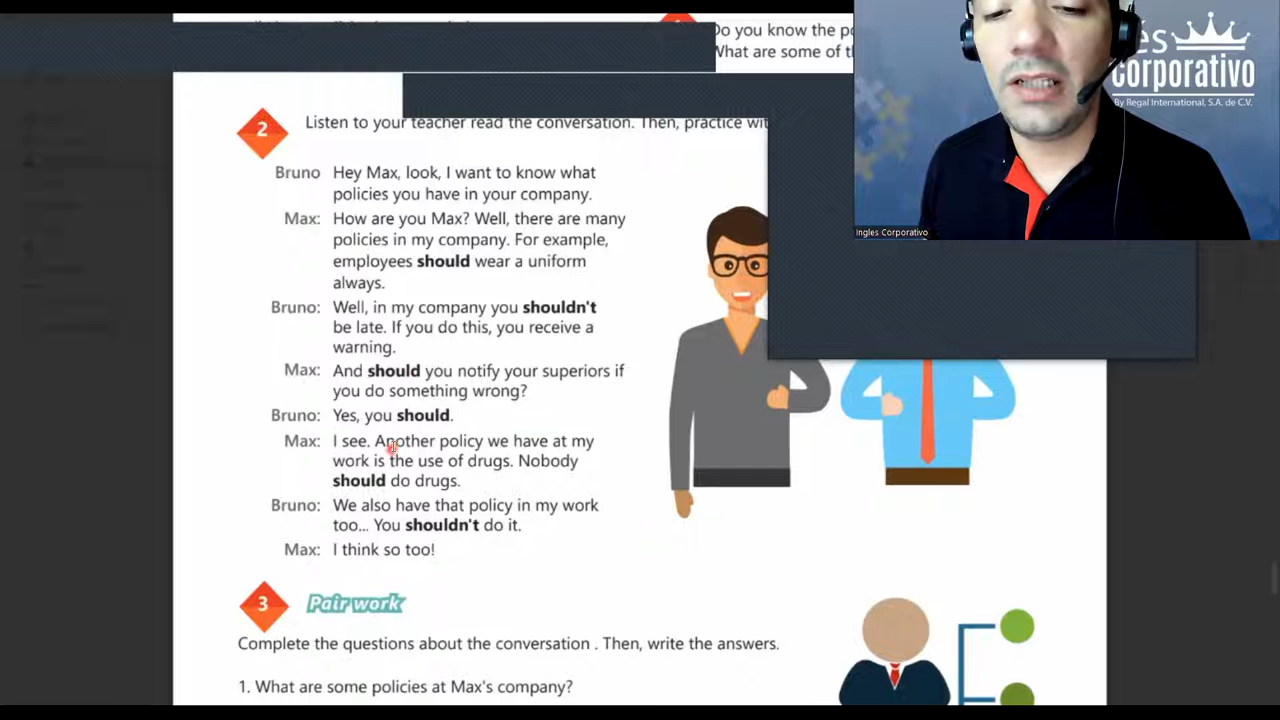 Do you know the
What are some of
és
corporativo
By Regal International, S.A. de C.V.
Ingles Corporativo
2
Listen to your teacher read the conversation. Then, practice
Bruno Hey Max, look, I want to know what
policies you have in your company.
Max: How are you Max? Well, there are many
policies in my company. For example,
employees should wear a uniform
always.
Bruno: Well, in my company you shouldn't
be late. If you do this, you receive a
warning.
Max: And should you notify your superiors if
you do something wrong?
Bruno: Yes, you should.
Max: I see. Another policy we have at my
work is the use of drugs. Nobody
should do drugs.
Bruno: We also have that policy in my work
too... You shouldn't do it.
Max: I think so too!
3
Pair work
Complete the questions about the conversation . Then, write the answers.
1. What are some policies at Max's company?